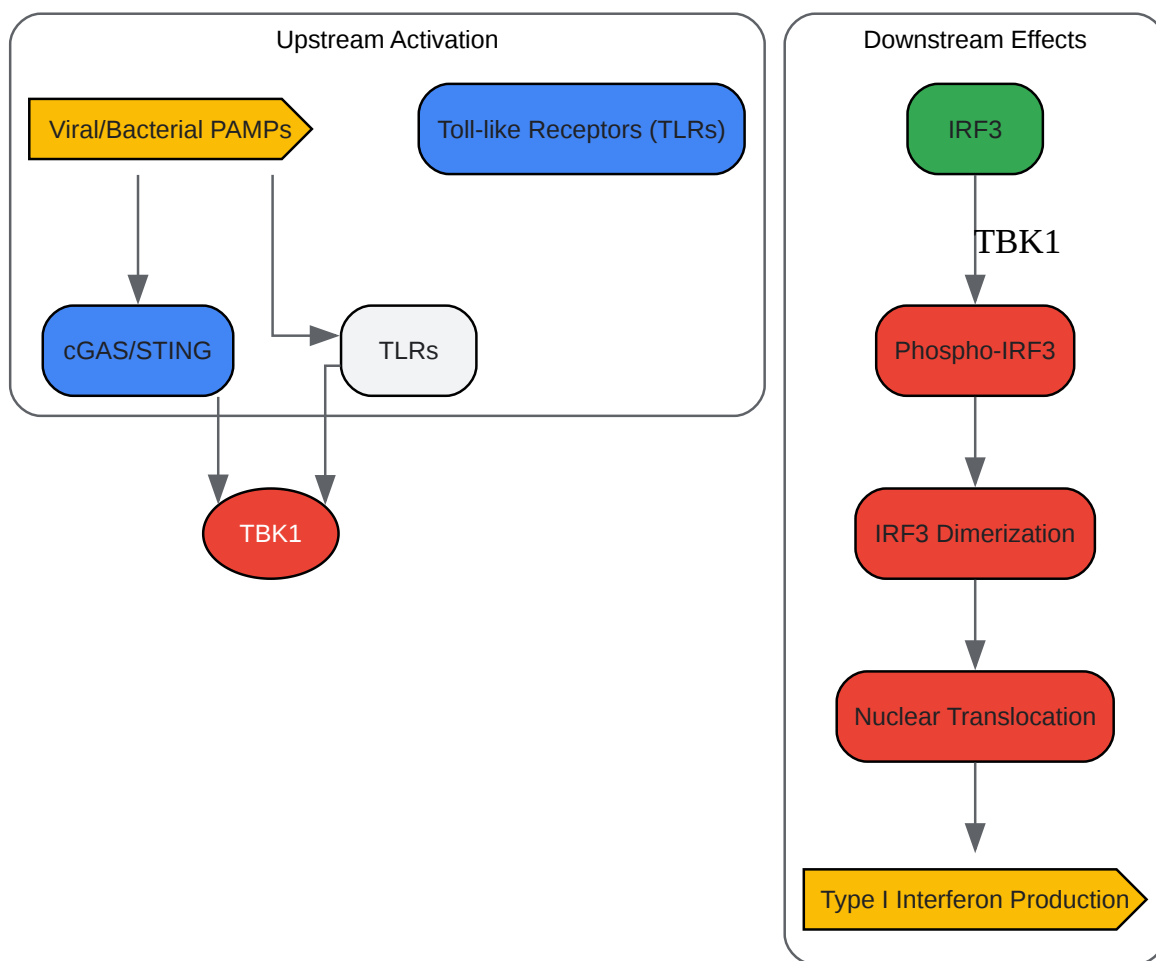 Upstream Activation
Viral/Bacterial PAMPs
Toll-like Receptors (TLRs)
cGAS/STING
TLRs
TBK1
Downstream Effects
IRF3
TBK1
Phospho-IRF3
IRF3 Dimerization
Nuclear Translocation
Type I Interferon Production